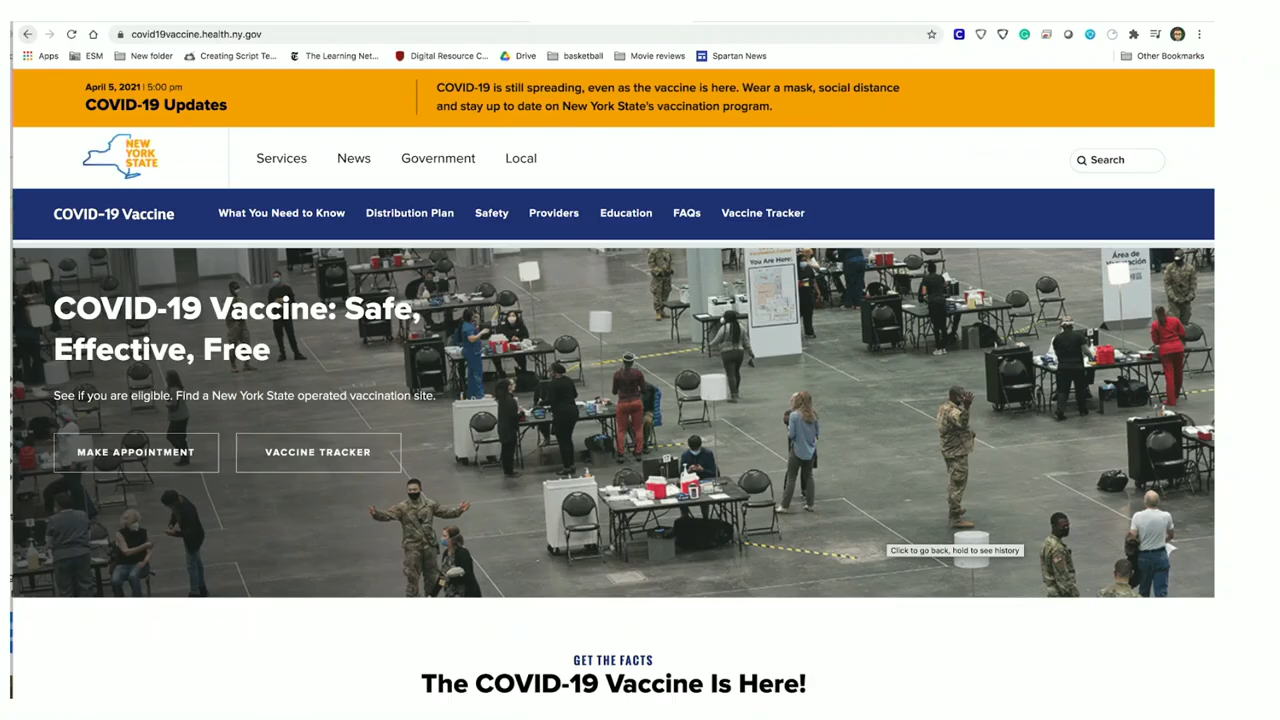 covid19vaccine.health.ny.gov
Apps ESM New folder Creating Script Te... The Learning Net... Digital Resource C... Drive basketball Movie reviews Spartan News Other Bookmarks
April 5, 2021 | 5:00 pm
COVID-19 Updates
COVID-19 is still spreading, even as the vaccine is here. Wear a mask, social distance
and stay up to date on New York State's vaccination program.
NEW
YORK
STATE
Services News Government Local
Search
COVID-19 Vaccine What You Need to Know Distribution Plan Safety Providers Education FAQs Vaccine Tracker
You Are Here:
Área de
COVID-19 Vaccine: Safe,
Effective, Free
See if you are eligible. Find a New York State operated vaccination site.
MAKE APPOINTMENT VACCINE TRACKER
Click to go back, hold to see history
GET THE FACTS
The COVID-19 Vaccine Is Here!